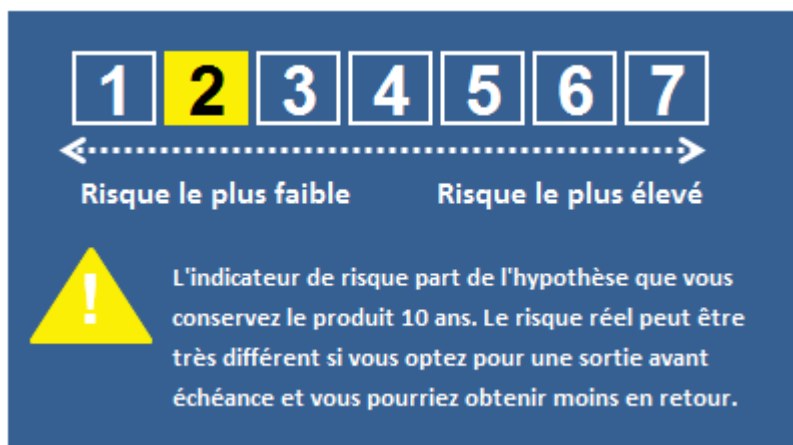 1 2 3 4 5 6 7
Risque le plus faible Risque le plus élevé
!
L'indicateur de risque part de l'hypothèse que vous
conservez le produit 10 ans. Le risque réel peut être
très différent si vous optez pour une sortie avant
échéance et vous pourriez obtenir moins en retour.